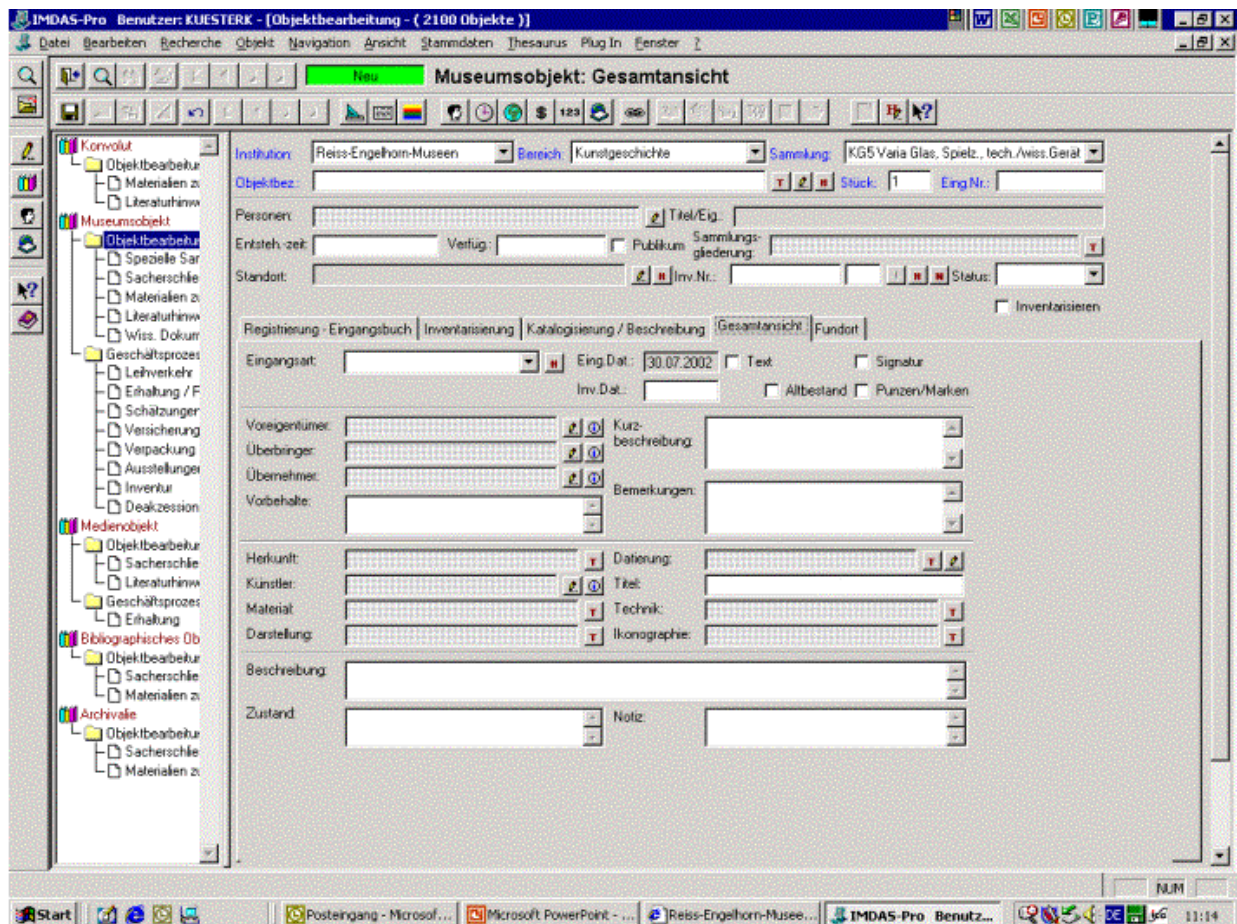 IMDAS-Pro Benutzer: KUESTERK - [Objektbearbeitung - ( 2100 Objekte )]
Datei Bearbeiten Recherche Objekt Navigation Ansicht Stammdaten Thesaurus Plug In Fenster ?
Neu Museumsobjekt: Gesamtansicht
$ 123
Konvolut
Objektbearbeitur
Materialien zu
Literaturhinw
Museumsobjekt
Objektbearbeitur
Spezielle Sar
Sacherschlie
Materialien zu
Literaturhinw
Wiss. Dokum
Geschäftsprozes
Leihverkehr
Erhaltung / F
Schätzunger
Versicherung
Verpackung
Ausstellunger
Inventur
Deakzession
Medienobjekt
Objektbearbeitur
Sacherschlie
Literaturhinw
Geschäftsprozes
Erhaltung
Bibliographisches Ob
Objektbearbeitur
Sacherschlie
Materialien zu
Archivalie
Objektbearbeitur
Sacherschlie
Materialien zu
Institution: Reiss-Engelhorn-Museen Bereich: Kunstgeschichte Sammlung: KG5 Varia Glas, Spielz., tech./wiss.Gerät
Objektbez.: T H Stück: 1 Eing Nr.:
Personen: Titel/Eig.:
Entsteh.-zeit: Verfüg.: Publikum Sammlungs-gliederung: T
Standort: H Inv.Nr.: / H N Status:
Inventarisieren
Registrierung - Eingangsbuch Inventarisierung Katalogisierung / Beschreibung Gesamtansicht Fundort
Eingangsart: H Eing.Dat.: 30.07.2002 Text Signatur
Inv.Dat.: Altbestand Punzen/Marken
Voreigentümer: Kurz-
beschreibung:
Überbringer:
Übernehmer:
Bemerkungen:
Vorbehalte:
Herkunft: T Datierung: T
Künstler: Titel:
Material: T Technik: T
Darstellung: T Ikonographie: T
Beschreibung:
Zustand: Notiz:
NUM
Start Posteingang - Microsof... Microsoft PowerPoint - ... Reiss-Engelhorn-Musee... IMDAS-Pro Benutz... DE 11:14